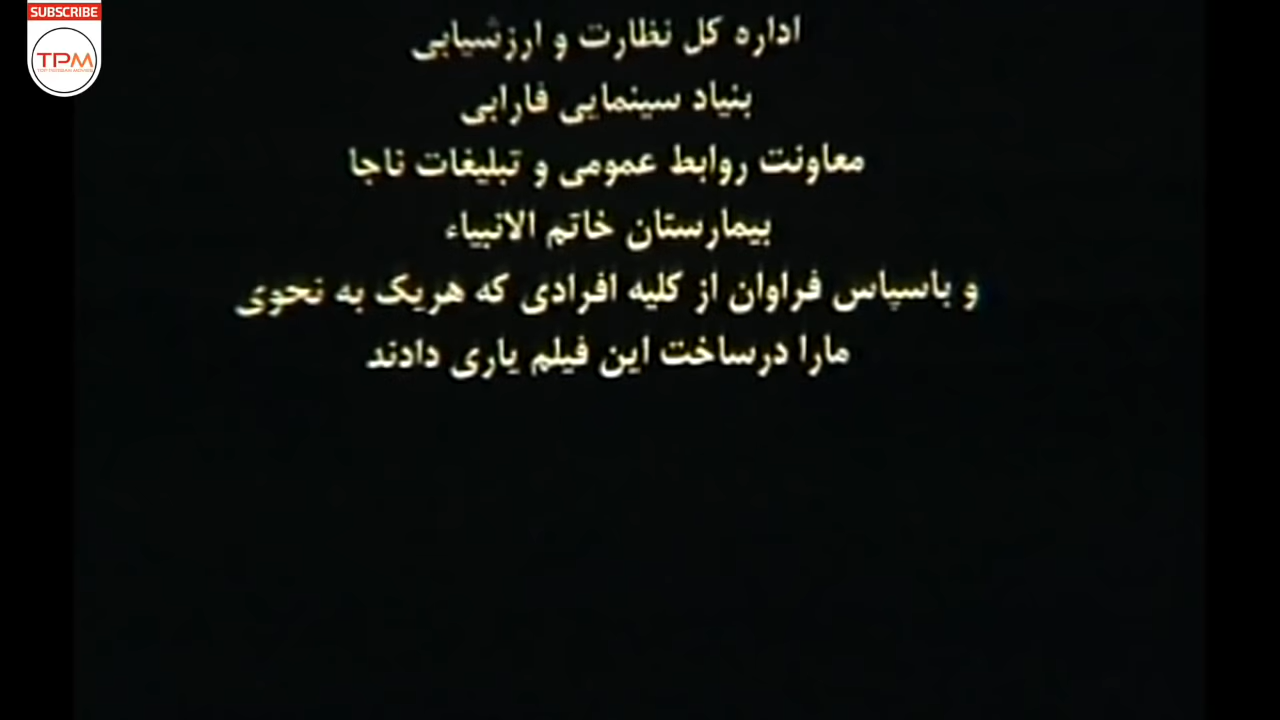 SUBSCRIBE
TPM
اداره کل نظارت و ارزشیابی
بنیاد سینمایی فارابی
معاونت روابط عمومی و تبلیغات ناجا
بیمارستان خاتم الانبیاء
و باسپاس فراوان از کلیه افرادی که هریک به نحوی
مارا درساخت این فیلم یاری دادند